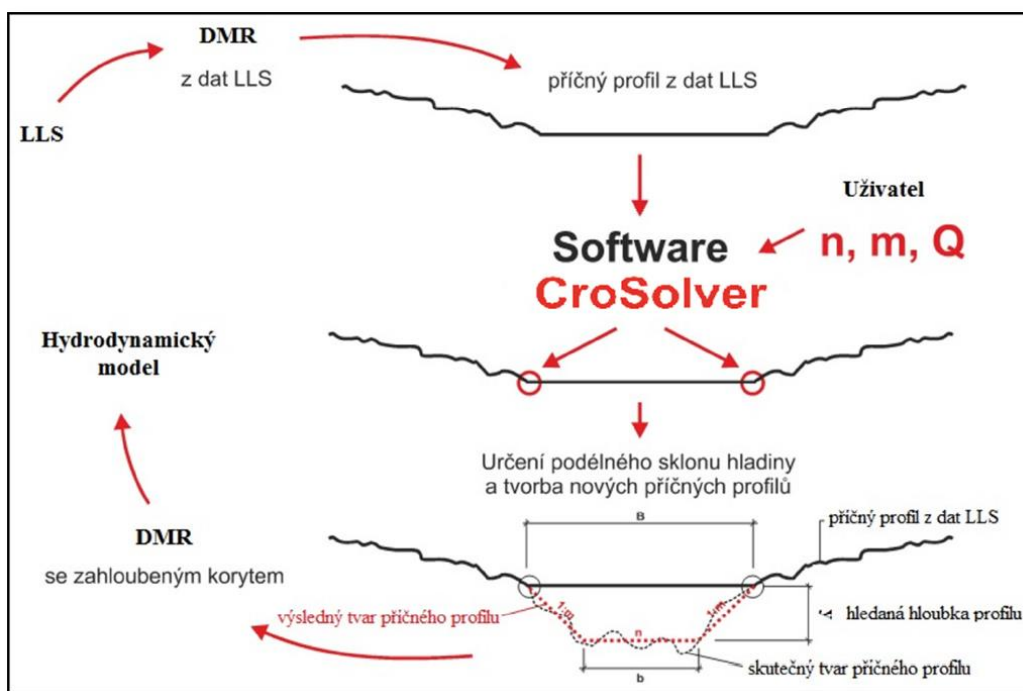 DMR
z dat LLS
příčný profil z dat LLS
LLS
Uživatel
n, m, Q
Software
CroSolver
Hydrodynamický
model
Určení podélného sklonu hladiny
a tvorba nových příčných profilů
B
příčný profil z dat LLS
DMR
se zahloubeným korytem
výsledný tvar příčného profilu
1:m
1:m
n
hledaná hloubka profilu
skutečný tvar příčného profilu
b